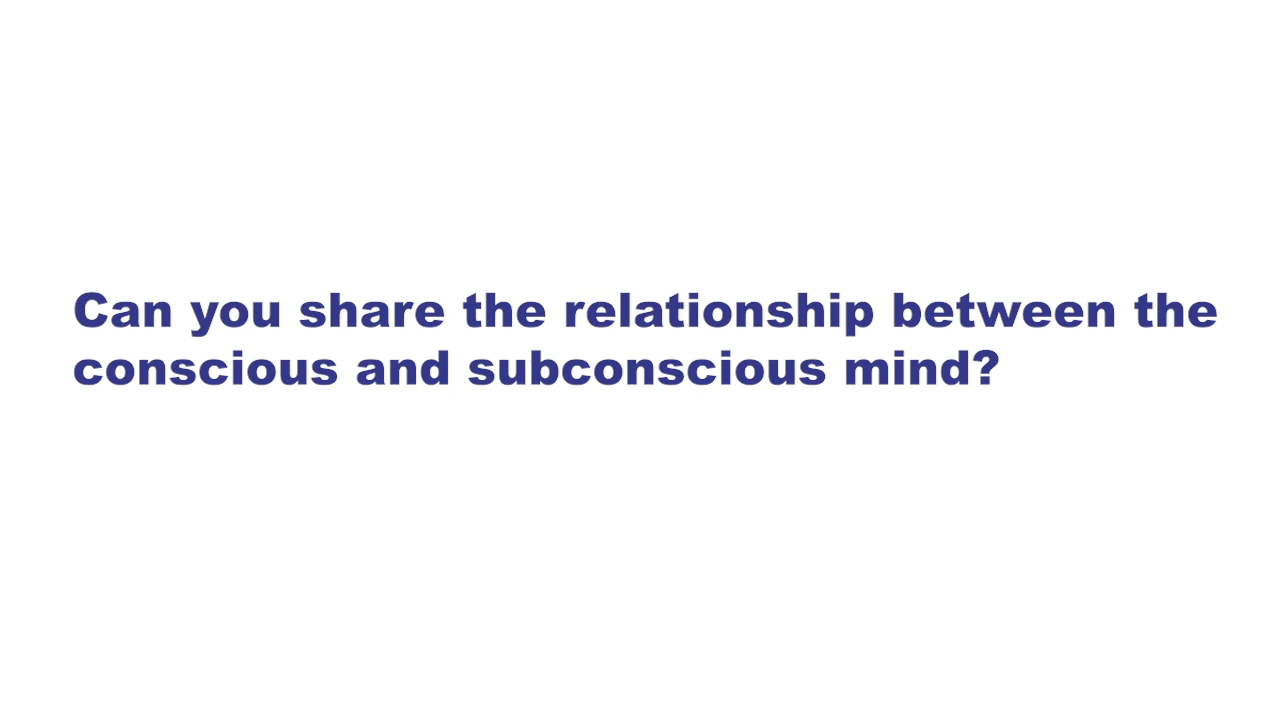 Can you share the relationship between the
conscious and subconscious mind?